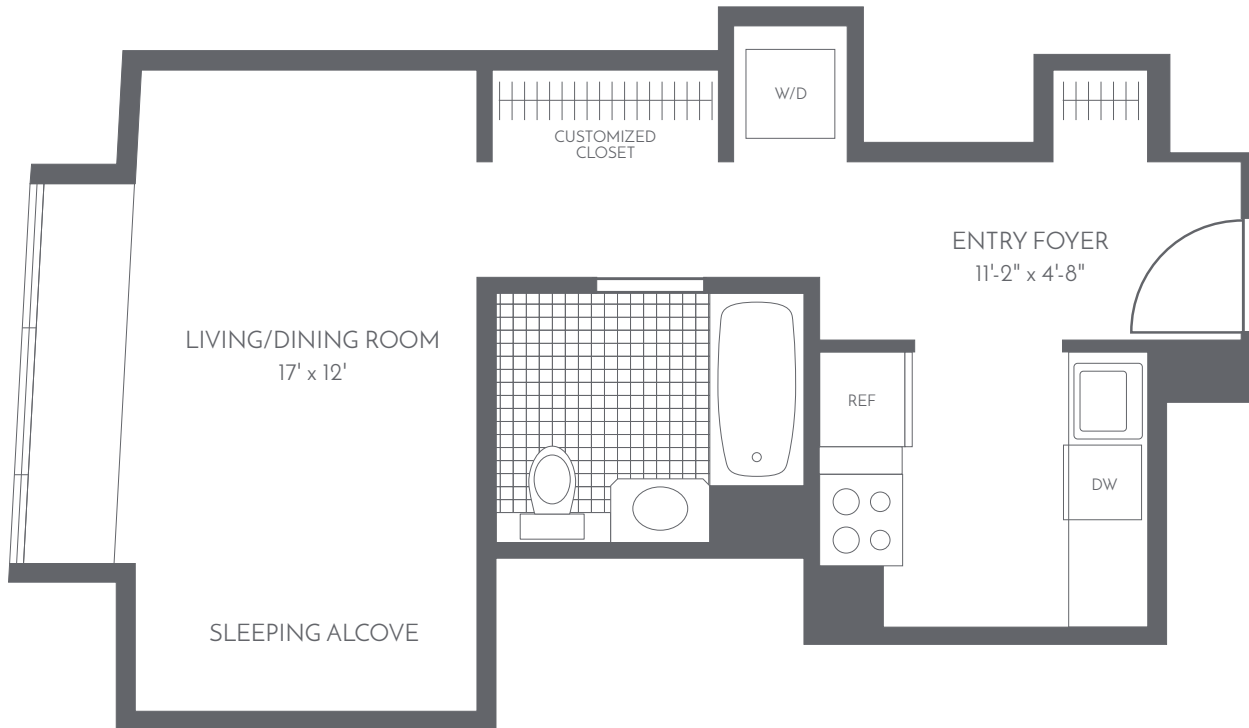 W/D
CUSTOMIZED
CLOSET
ENTRY FOYER
11'-2" x 4'-8"
LIVING/DINING ROOM
17' x 12'
REF
DW
SLEEPING ALCOVE